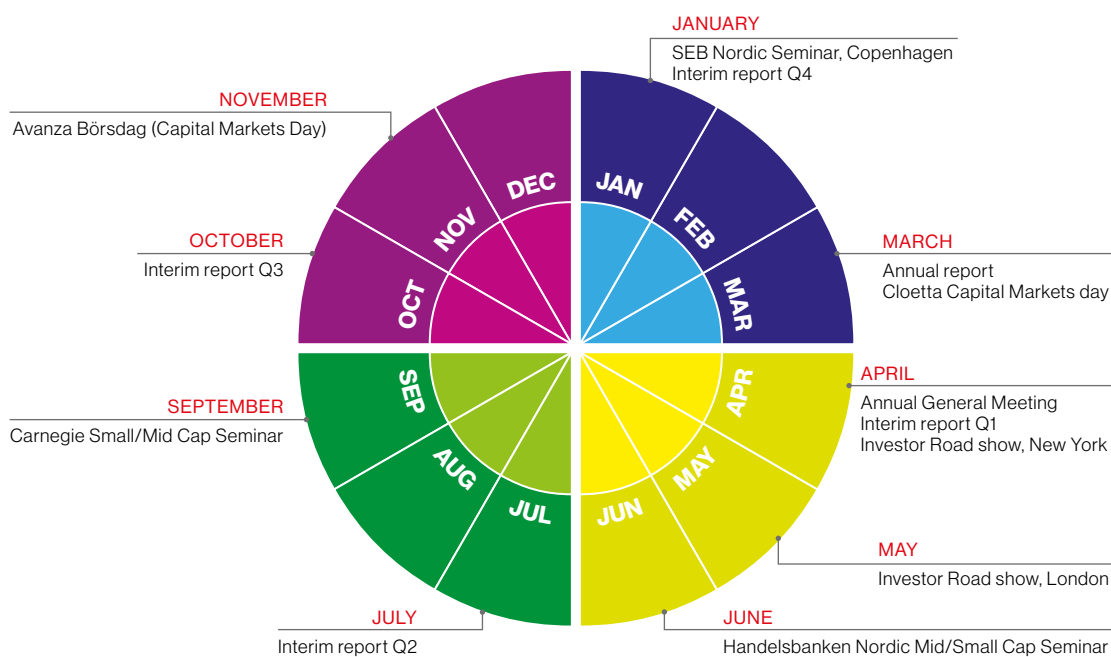 JANUARY
SEB Nordic Seminar, Copenhagen
Interim report Q4
NOVEMBER
Avanza Börsdag (Capital Markets Day)
OCTOBER
Interim report Q3
MARCH
Annual report
Cloetta Capital Markets day
APRIL
Annual General Meeting
Interim report Q1
Investor Road show, New York
SEPTEMBER
Carnegie Small/Mid Cap Seminar
MAY
Investor Road show, London
JULY
Interim report Q2
JUNE
Handelsbanken Nordic Mid/Small Cap Seminar
JAN
FEB
MAR
APR
MAY
JUN
JUL
AUG
SEP
OCT
NOV
DEC